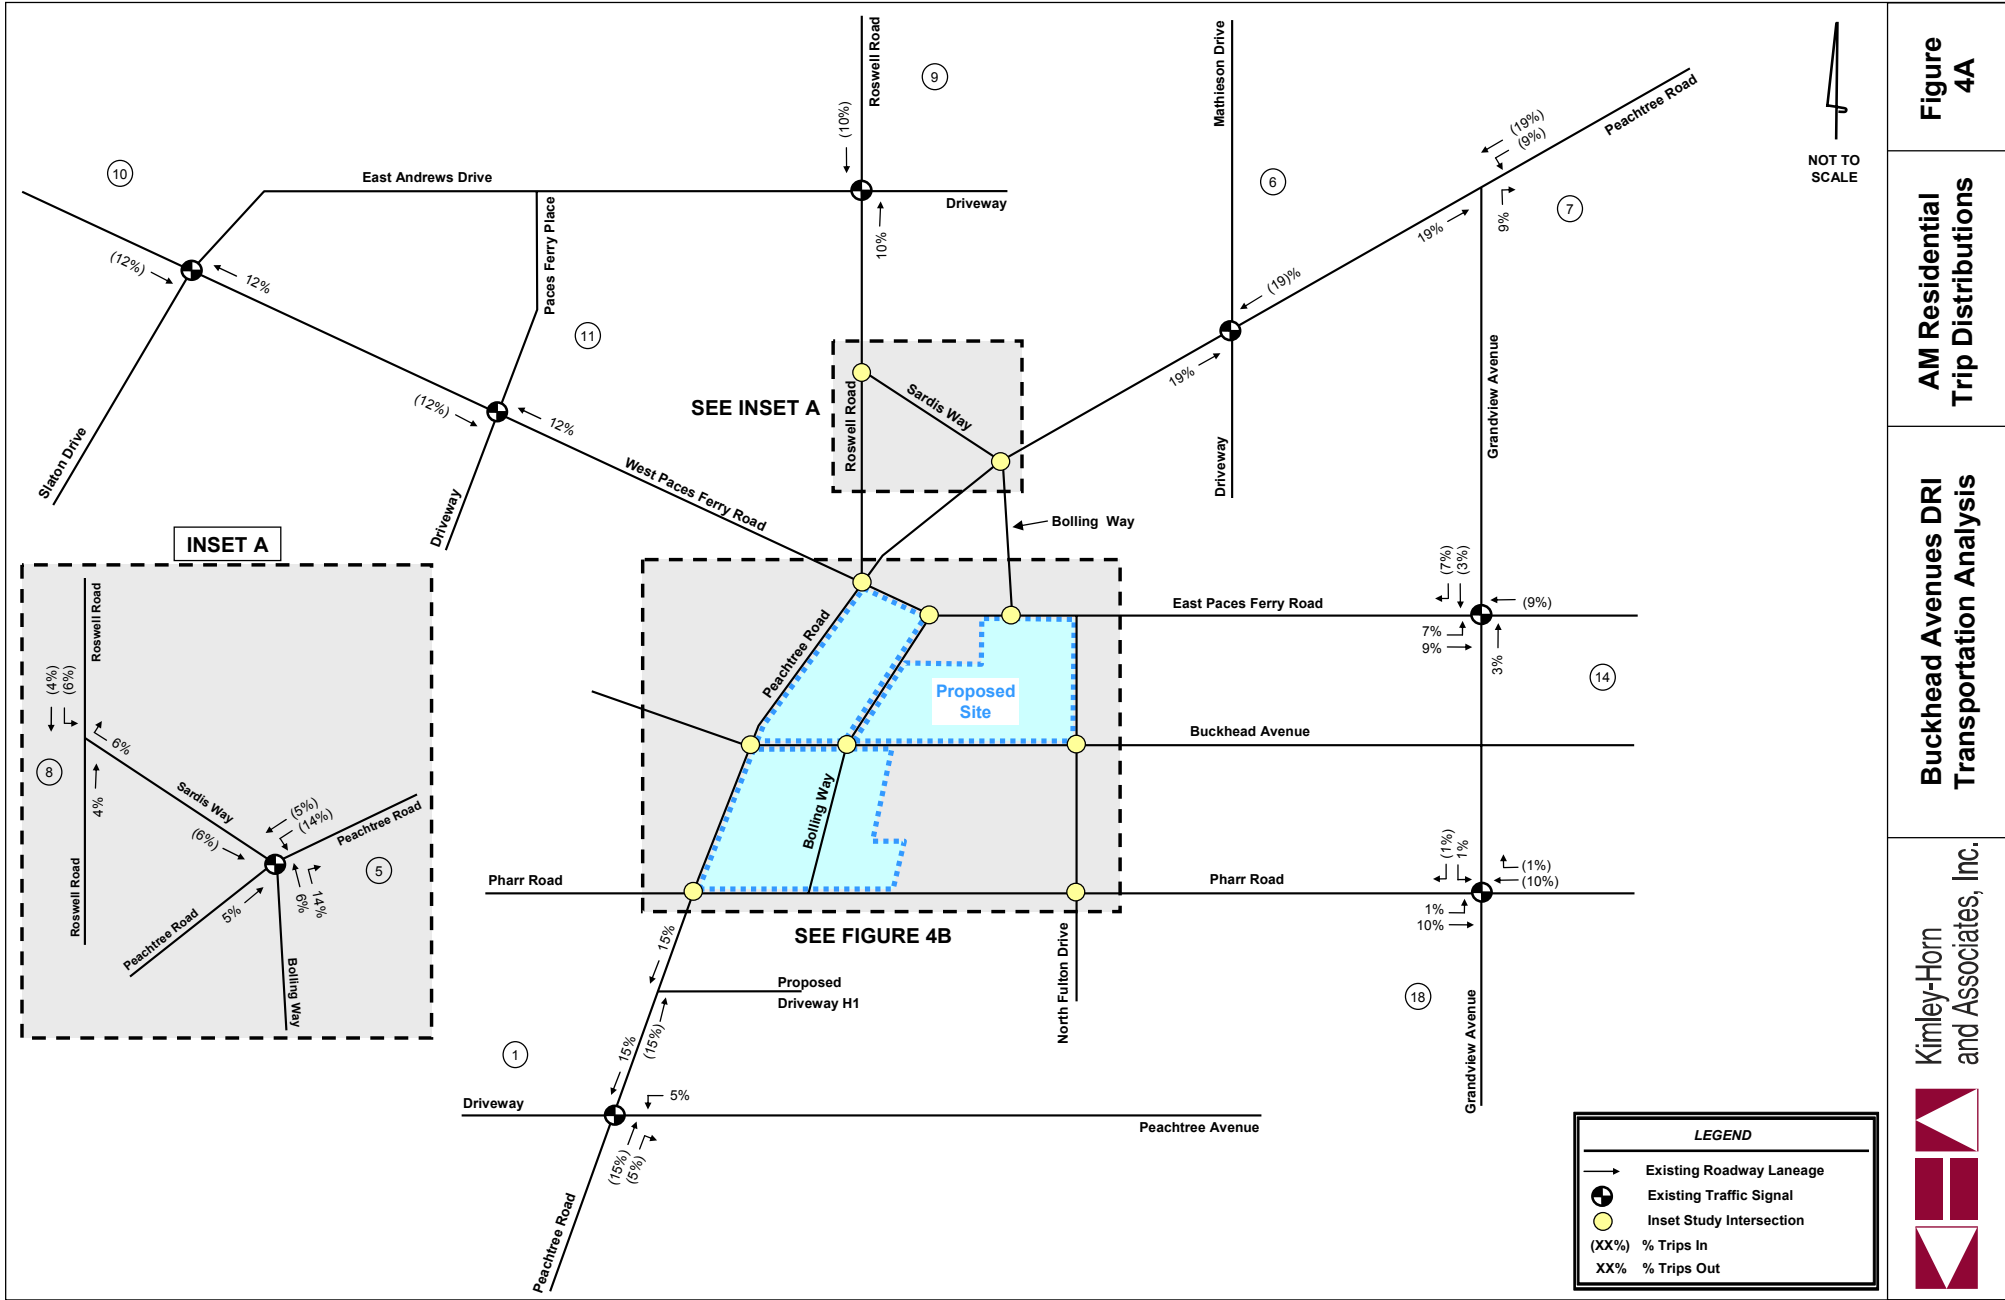 Roswell Road
9
Mathieson Drive
Peachtree Road
NOT TO
SCALE
(10%)
10
East Andrews Drive
Driveway
10%
6
(19%)
(9%)
9%
7
19%
Paces Ferry Place
(12%)
12%
(19)%
19%
11
Slaton Drive
(12%)
12%
Driveway
West Paces Ferry Road
SEE INSET A
Roswell Road
Sardis Way
Driveway
Grandview Avenue
Bolling Way
INSET A
Roswell Road
(4%)
(6%)
6%
8
4%
Sardis Way
(6%)
(5%)
(14%)
Peachtree Road
5
14%
6%
5%
Peachtree Road
Roswell Road
Bolling Way
Peachtree Road
East Paces Ferry Road
(7%)
(3%)
(9%)
7%
9%
3%
14
Proposed
Site
Buckhead Avenue
Bolling Way
Pharr Road
Pharr Road
(1%)
1%
(1%)
(10%)
1%
10%
SEE FIGURE 4B
15%
Proposed
Driveway H1
North Fulton Drive
18
Grandview Avenue
1
15%
(15%)
Driveway
5%
Peachtree Avenue
(15%)
(5%)
Peachtree Road
LEGEND
Existing Roadway Laneage
Existing Traffic Signal
Inset Study Intersection
(XX%) % Trips In
XX% % Trips Out
Figure
4A
AM Residential
Trip Distributions
Buckhead Avenues DRI
Transportation Analysis
Kimley-Horn
and Associates, Inc.